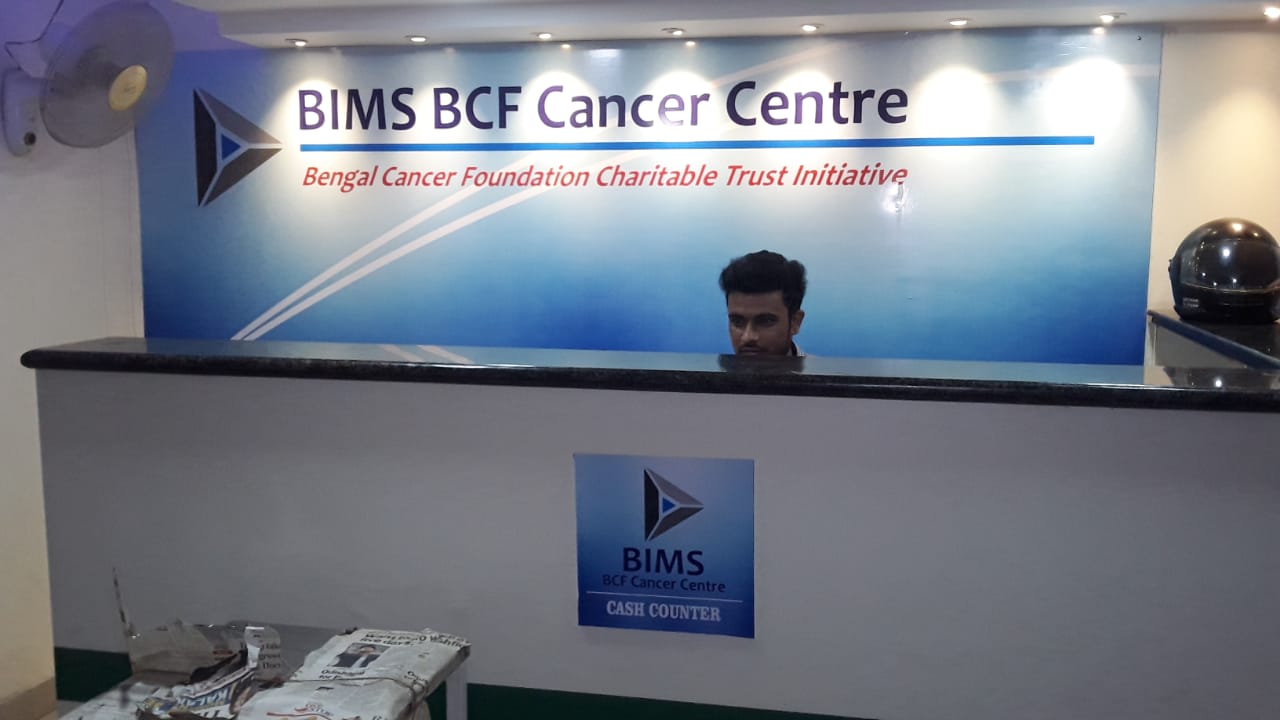 BIMS BCF Cancer Centre
Bengal Cancer Foundation Charitable Trust Initiative
BIMS
BCF Cancer Centre
CASH COUNTER